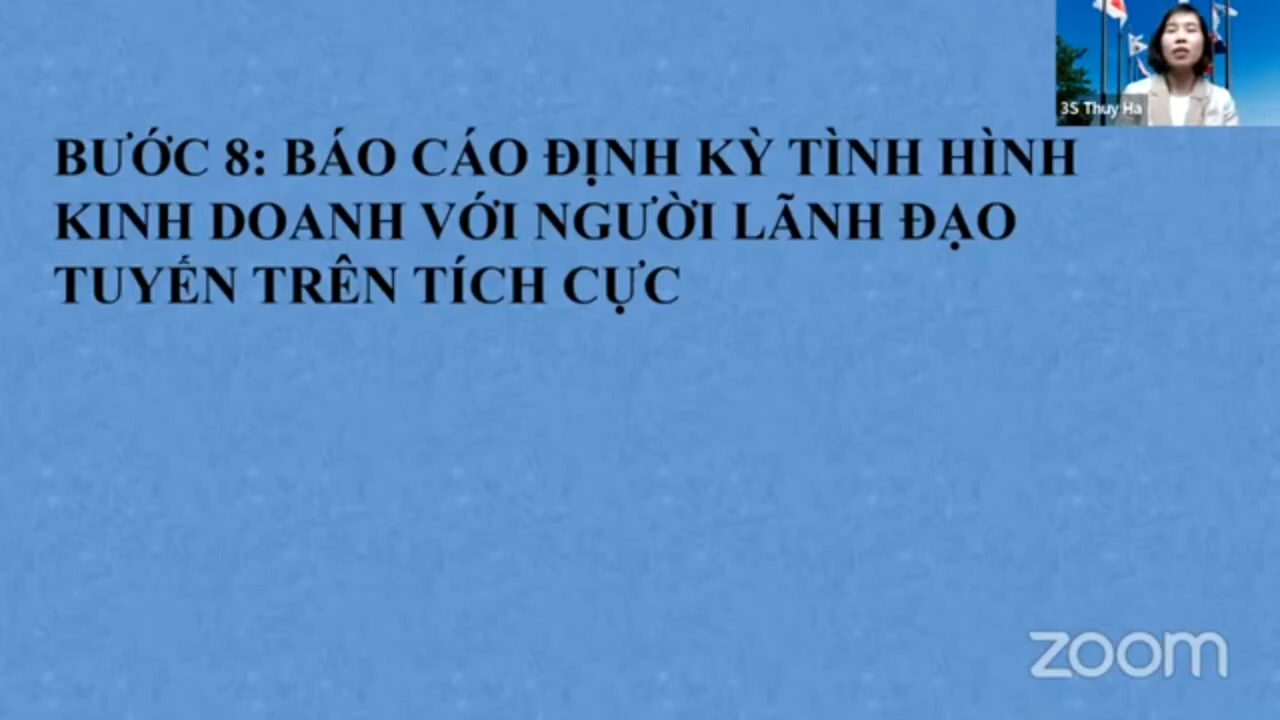 3S Thuy Ha
BƯỚC 8: BÁO CÁO ĐỊNH KỲ TÌNH HÌNH
KINH DOANH VỚI NGƯỜI LÃNH ĐẠO
TUYẾN TRÊN TÍCH CỰC
zoom